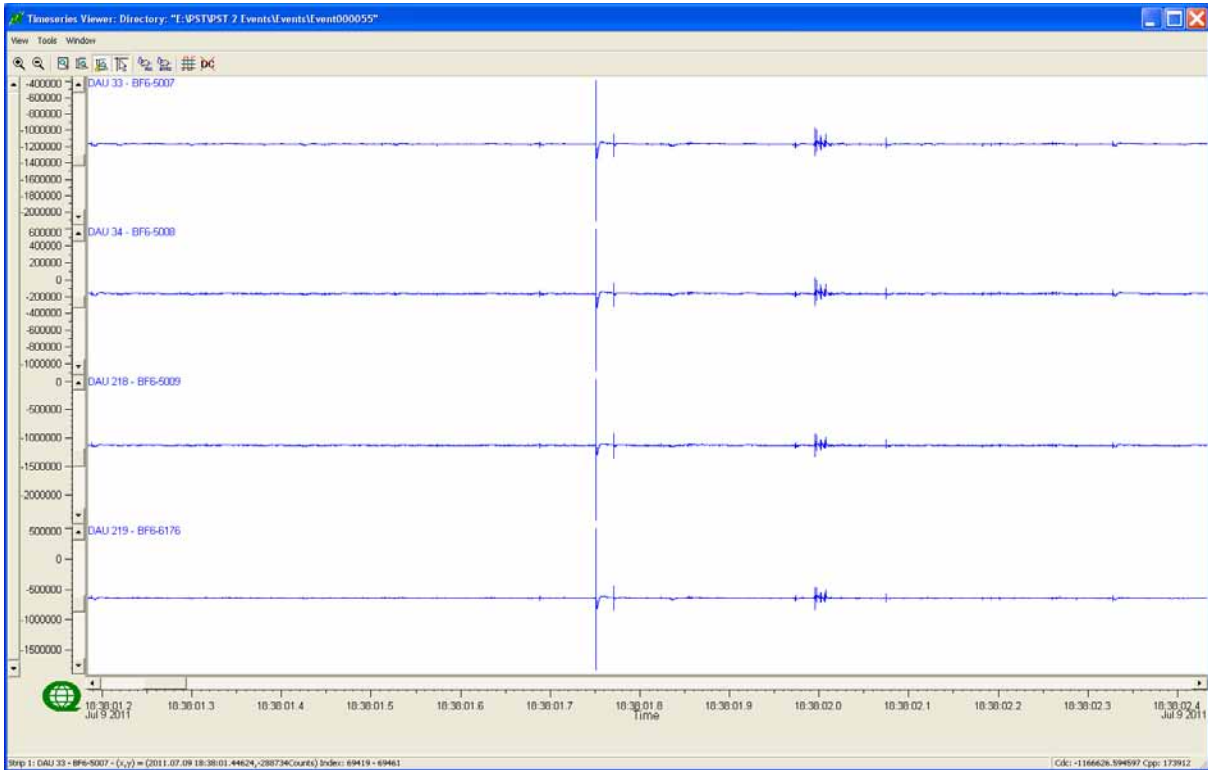 Timeseries Viewer: Directory: "E:\PST\PST 2 Events\Events\Event000055"
View Tools Window
DC
-400000
-600000
-800000
-1000000
-1200000
-1400000
-1600000
-1800000
-2000000
DAU 33 - BF6-5007
600000
400000
200000
0
-200000
-400000
-600000
-800000
-1000000
DAU 34 - BF6-5008
0
-500000
-1000000
-1500000
-2000000
DAU 218 - BF6-5009
500000
0
-500000
-1000000
-1500000
DAU 219 - BF6-6176
18:38:01.2 18:38:01.3 18:38:01.4 18:38:01.5 18:38:01.6 18:38:01.7 18:38:01.8 18:38:01.9 18:38:02.0 18:38:02.1 18:38:02.2 18:38:02.3 18:38:02.4
Jul 9 2011 Time Jul 9 2011
Strip 1: DAU 33 - BF6-5007 - (x,y) = (2011.07.09 18:38:01.44624,-288734Counts) Index: 69419 - 69461 Cdc: -1166626.594597 Cpp: 173912